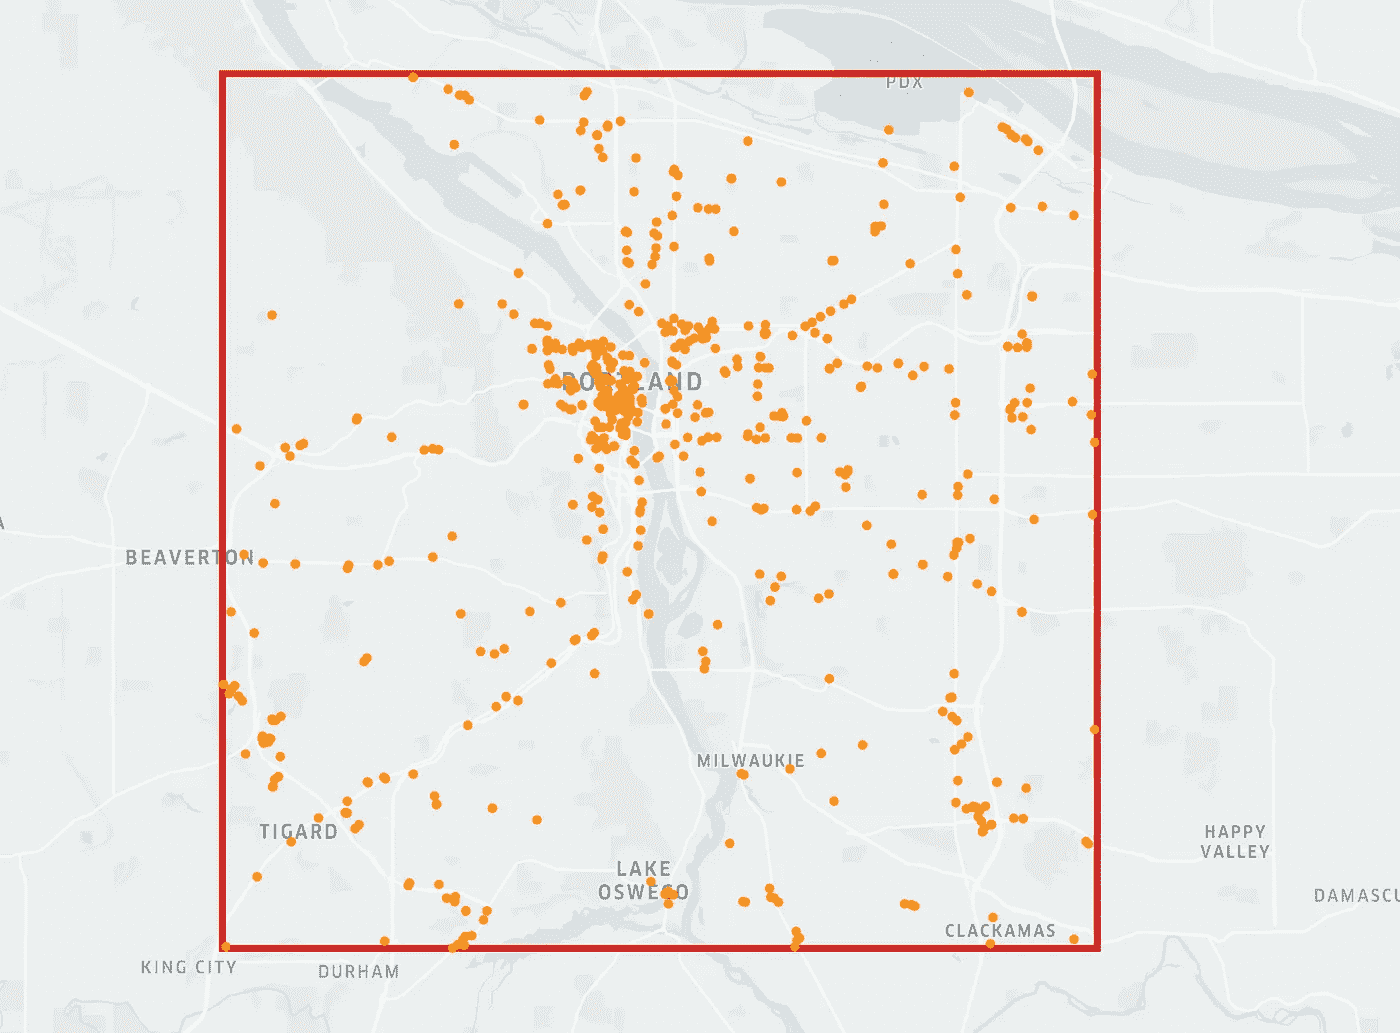 PDX
PORTLAND
BEAVERTON
MILWAUKIE
TIGARD
HAPPY
VALLEY
LAKE
OSWEGO
DAMASCU
CLACKAMAS
KING CITY
DURHAM